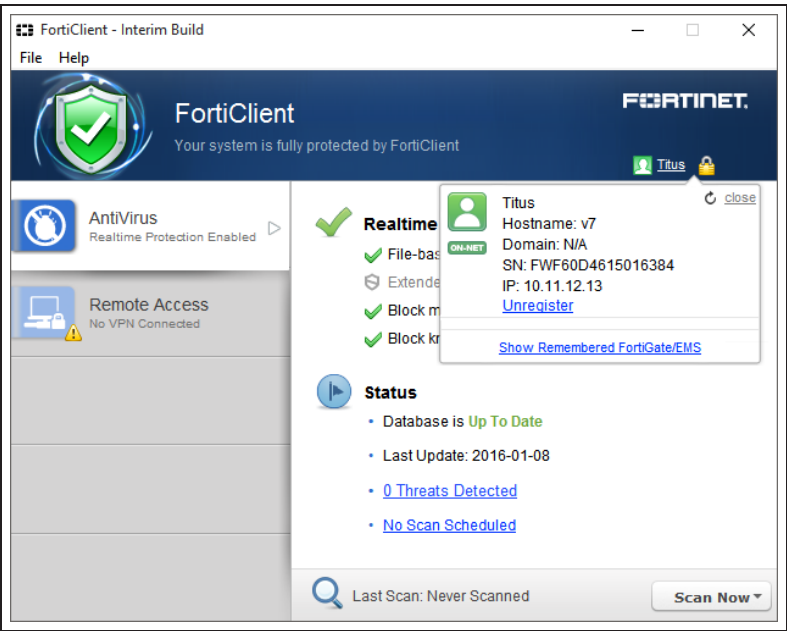 FortiClient - Interim Build
File Help
FORTINET
FortiClient
Your system is fully protected by FortiClient
Titus
AntiVirus
Realtime Protection Enabled
Remote Access
No VPN Connected
Realtime
File-bas
Extende
Block m
Block kr
Titus
close
Hostname: v7
ON-NET
Domain: N/A
SN: FWF60D4615016384
IP: 10.11.12.13
Unregister
Show Remembered FortiGate/EMS
Status
• Database is Up To Date
• Last Update: 2016-01-08
• 0 Threats Detected
• No Scan Scheduled
Last Scan: Never Scanned
Scan Now